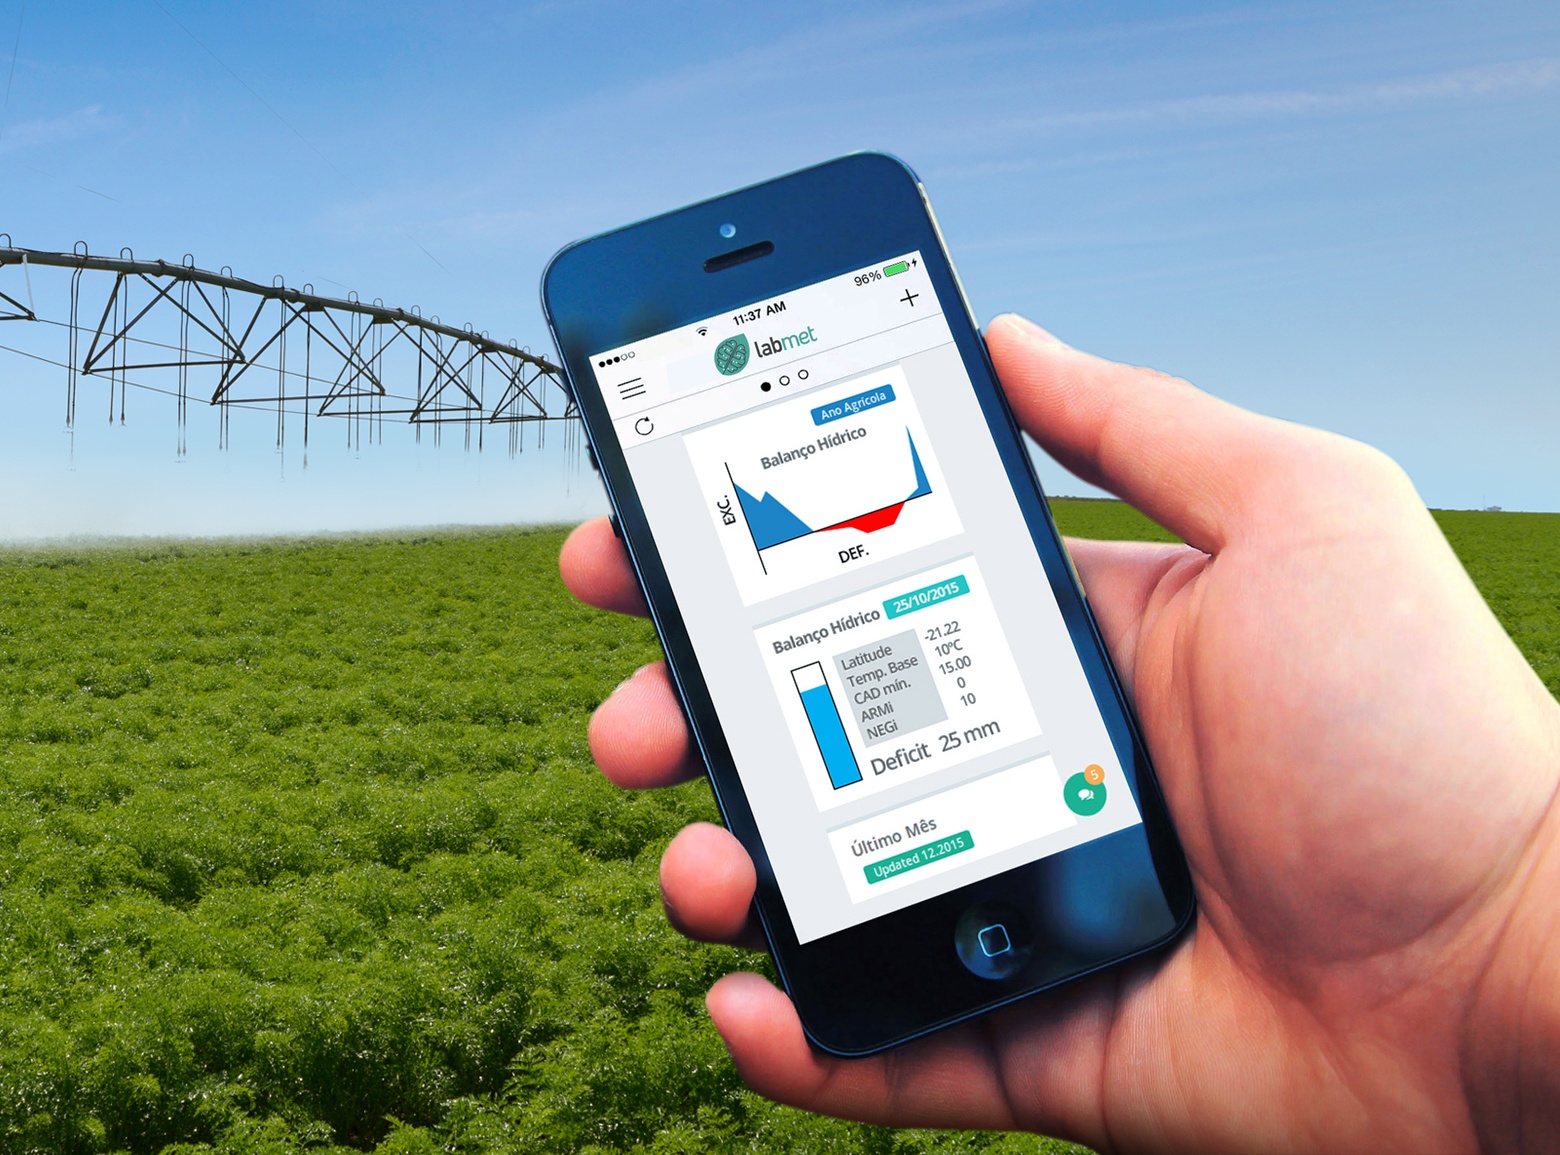 96%
11:37 AM
labmet
Ano Agrícola
Balanço Hídrico
EXC.
DEF.
Balanço Hídrico 25/10/2015
Latitude -21.22
Temp. Base 10ºC
CAD mín. 15.00
ARMi 0
NEGi 10
Deficit 25 mm
5
Último Mês
Updated 12.2015